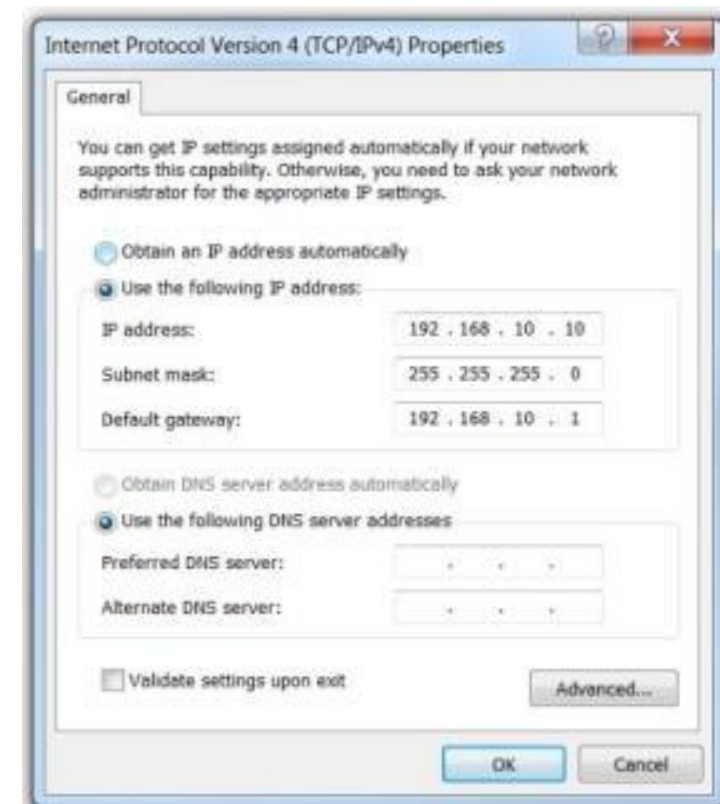 Internet Protocol Version 4 (TCP/IPv4) Properties
General
You can get IP settings assigned automatically if your network
supports this capability. Otherwise, you need to ask your network
administrator for the appropriate IP settings.
Obtain an IP address automatically
Use the following IP address:
IP address: 192 . 168 . 10 . 10
Subnet mask: 255 . 255 . 255 . 0
Default gateway: 192 . 168 . 10 . 1
Obtain DNS server address automatically
Use the following DNS server addresses
Preferred DNS server: . . .
Alternate DNS server: . . .
Validate settings upon exit
Advanced...
OK Cancel